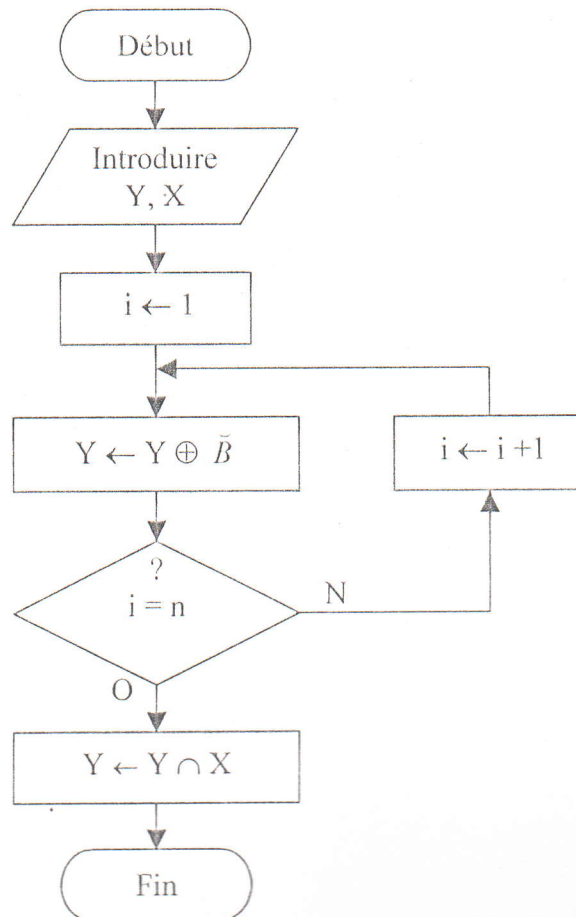 Début
Introduire
Y, X
i ← 1
Y ← Y ⊕ B̌
i ← i +1
?
i = n
N
O
Y ← Y ∩ X
Fin